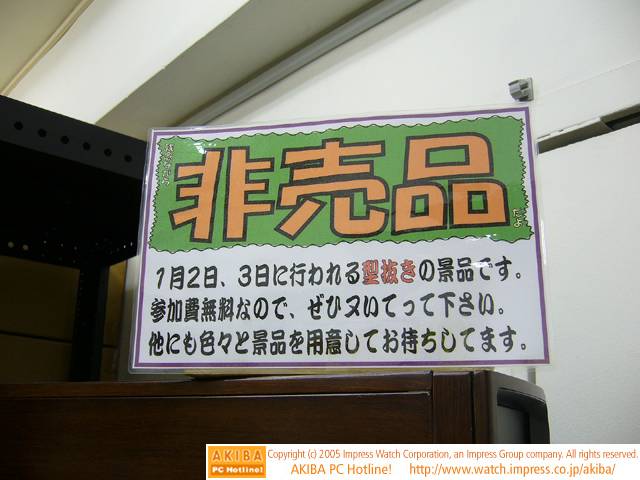 非売品
だよ
1月2日、3日に行われる型抜きの景品です。
参加費無料なので、ぜひヌいてって下さい。
他にも色々と景品を用意してお待ちしてます。
AKIBA PC Hotline!
Copyright (c) 2005 Impress Watch Corporation, an Impress Group company. All rights reserved.
AKIBA PC Hotline! http://www.watch.impress.co.jp/akiba/